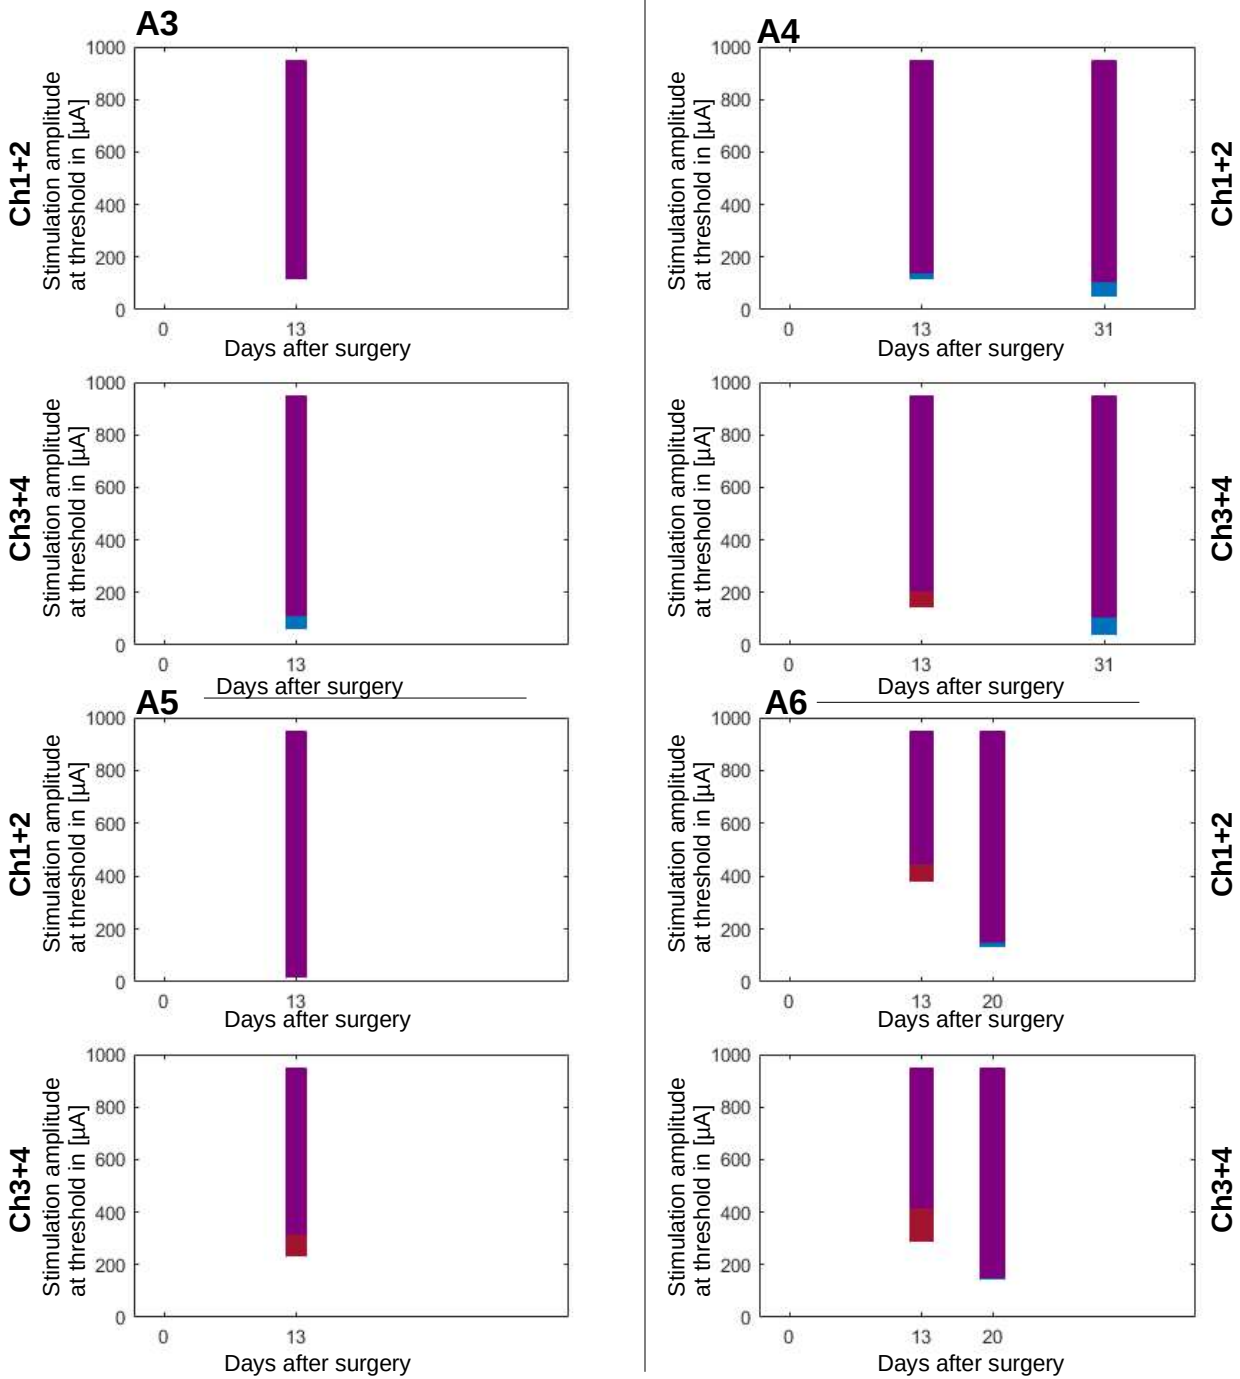 A3
Ch1+2
Stimulation amplitude
at threshold in [µA]
1000
800
600
400
200
0
0 13
Days after surgery
A4
Ch1+2
Stimulation amplitude
at threshold in [µA]
1000
800
600
400
200
0
0 13 31
Days after surgery
Ch3+4
Stimulation amplitude
at threshold in [µA]
1000
800
600
400
200
0
0 13
Days after surgery
Ch3+4
Stimulation amplitude
at threshold in [µA]
1000
800
600
400
200
0
0 13 31
Days after surgery
A5
Ch1+2
Stimulation amplitude
at threshold in [µA]
1000
800
600
400
200
0
0 13
Days after surgery
A6
Ch1+2
Stimulation amplitude
at threshold in [µA]
1000
800
600
400
200
0
0 13 20
Days after surgery
Ch3+4
Stimulation amplitude
at threshold in [µA]
1000
800
600
400
200
0
0 13
Days after surgery
Ch3+4
Stimulation amplitude
at threshold in [µA]
1000
800
600
400
200
0
0 13 20
Days after surgery